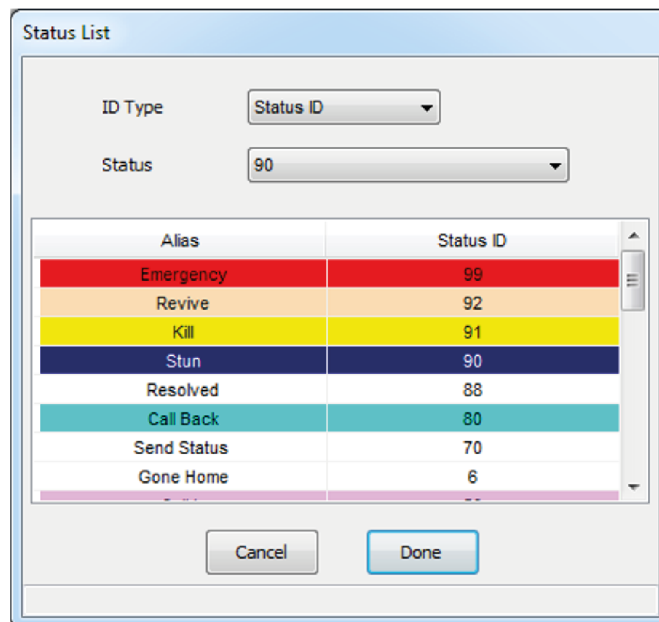 Status List
ID Type Status ID
Status 90
Alias Status ID
Emergency 99
Revive 92
Kill 91
Stun 90
Resolved 88
Call Back 80
Send Status 70
Gone Home 6
Cancel Done